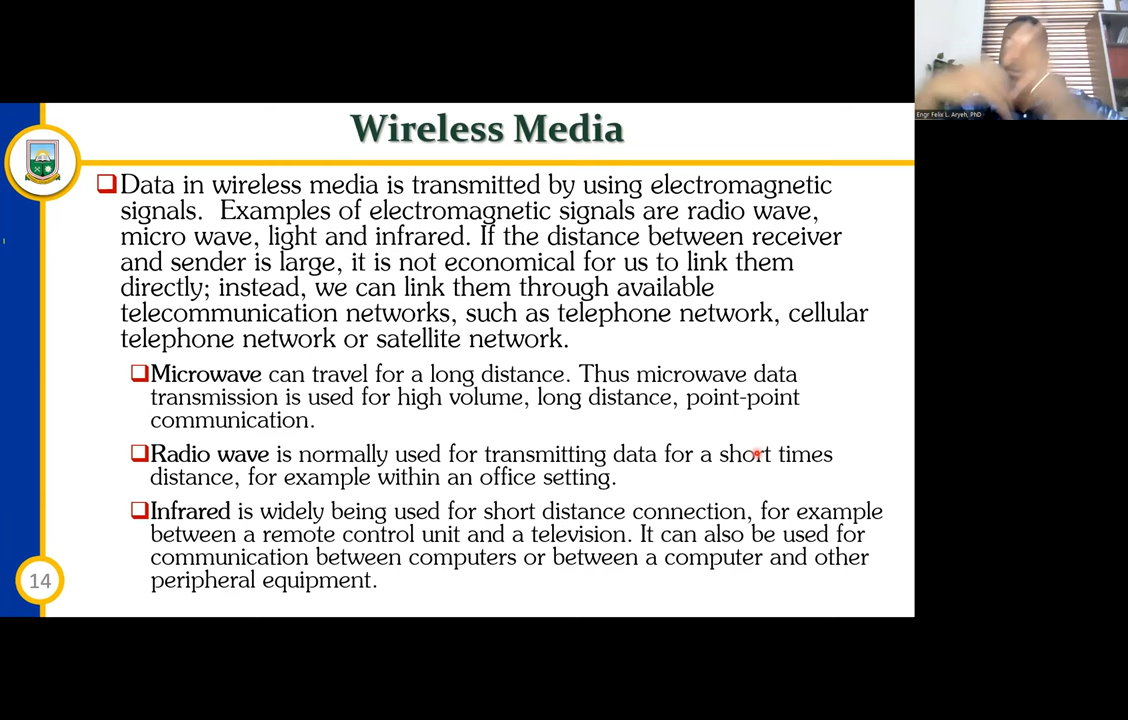 Engr Felix L. Aryeh, PhD
Wireless Media
Data in wireless media is transmitted by using electromagnetic
signals. Examples of electromagnetic signals are radio wave,
micro wave, light and infrared. If the distance between receiver
and sender is large, it is not economical for us to link them
directly; instead, we can link them through available
telecommunication networks, such as telephone network, cellular
telephone network or satellite network.
Microwave can travel for a long distance. Thus microwave data
transmission is used for high volume, long distance, point-point
communication.
Radio wave is normally used for transmitting data for a short times
distance, for example within an office setting.
Infrared is widely being used for short distance connection, for example
between a remote control unit and a television. It can also be used for
communication between computers or between a computer and other
peripheral equipment.
14